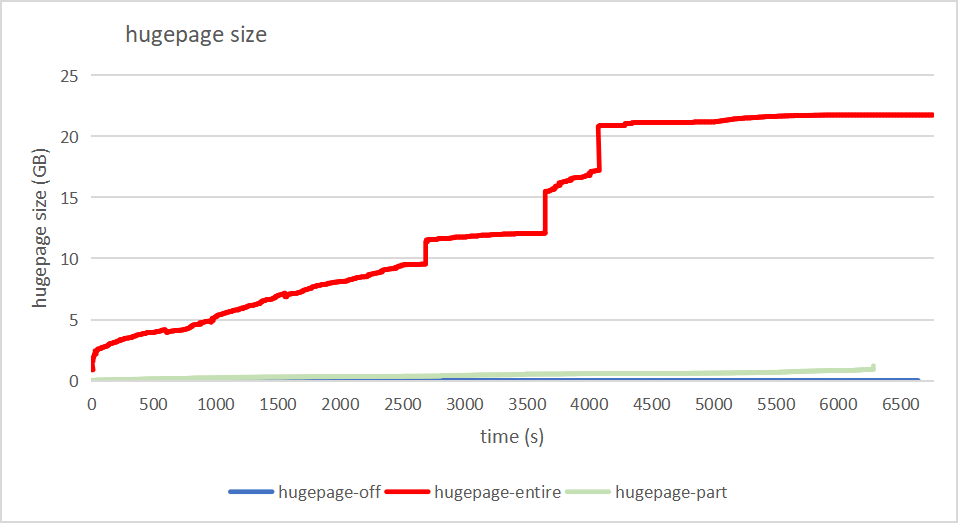 hugepage size
25
20
15
10
5
0
hugepage size (GB)
0 500 1000 1500 2000 2500 3000 3500 4000 4500 5000 5500 6000 6500
time (s)
hugepage-off hugepage-entire hugepage-part